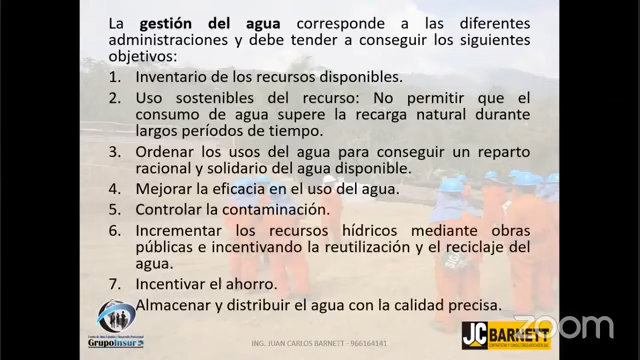 La gestión del agua corresponde a las diferentes
administraciones y debe tender a conseguir los siguientes
objetivos:
1. Inventario de los recursos disponibles.
2. Uso sostenibles del recurso: No permitir que el
consumo de agua supere la recarga natural durante
largos períodos de tiempo.
3. Ordenar los usos del agua para conseguir un reparto
racional y solidario del agua disponible.
4. Mejorar la eficacia en el uso del agua.
5. Controlar la contaminación.
6. Incrementar los recursos hídricos mediante obras
públicas e incentivando la reutilización y el reciclaje del
agua.
7. Incentivar el ahorro.
Almacenar y distribuir el agua con la calidad precisa.
GrupoInsur
ING. JUAN CARLOS BARNETT - 966164141
JC BARNETT
zoom